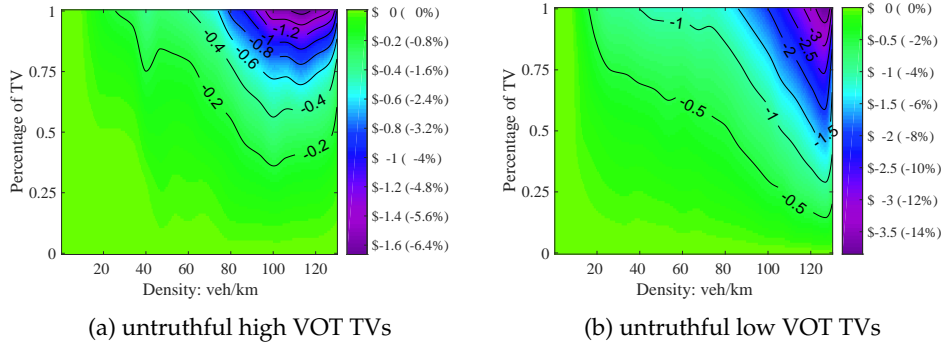 1
0.75
0.5
0.25
0
20 40 60 80 100 120
Percentage of TV
Density: veh/km
-0.2
-0.4
-0.6
-0.8
-1
-1.2
-0.2
-0.4
-0.2
$ 0 ( 0%)
$-0.2 (-0.8%)
$-0.4 (-1.6%)
$-0.6 (-2.4%)
$-0.8 (-3.2%)
$ -1 ( -4%)
$-1.2 (-4.8%)
$-1.4 (-5.6%)
$-1.6 (-6.4%)
(a) untruthful high VOT TVs
1
0.75
0.5
0.25
0
20 40 60 80 100 120
Percentage of TV
Density: veh/km
-1
-2
-2.5
-3
-0.5
-1
-1.5
-0.5
$ 0 ( 0%)
$-0.5 ( -2%)
$ -1 ( -4%)
$-1.5 ( -6%)
$ -2 ( -8%)
$-2.5 (-10%)
$ -3 (-12%)
$-3.5 (-14%)
(b) untruthful low VOT TVs